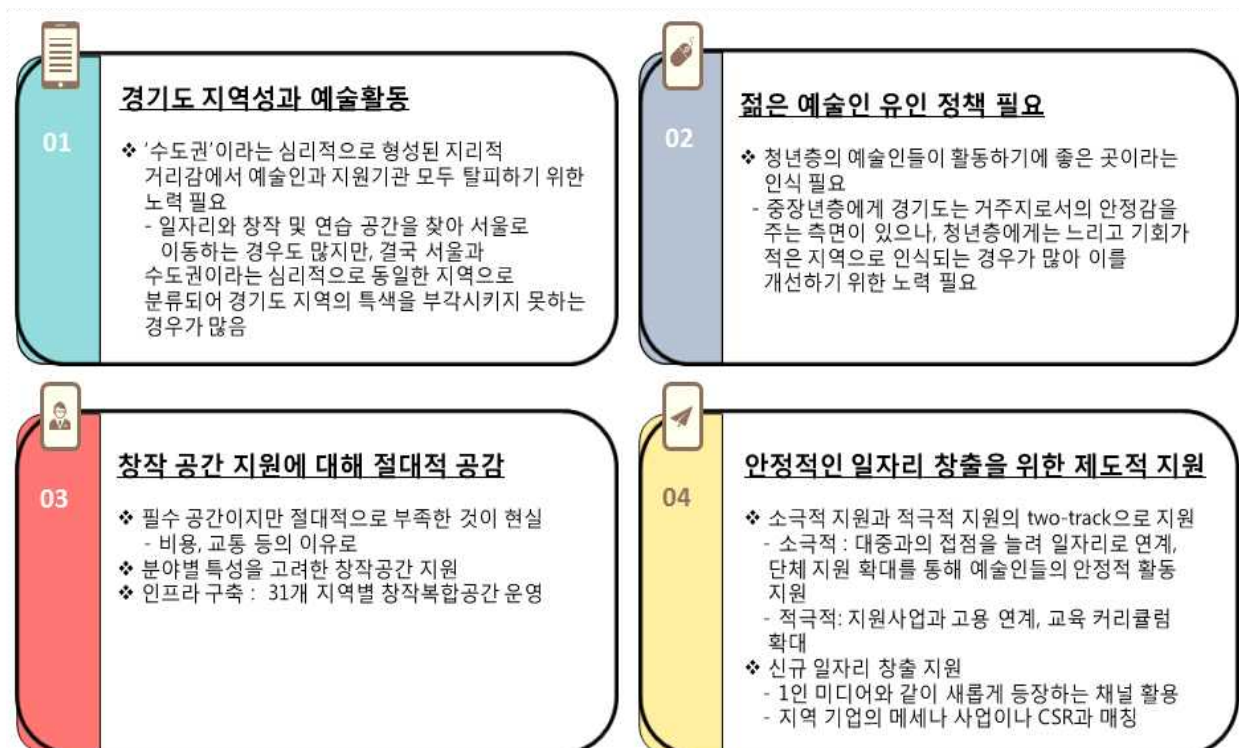 01
경기도 지역성과 예술활동
❖ '수도권'이라는 심리적으로 형성된 지리적
거리감에서 예술인과 지원기관 모두 탈피하기 위한
노력 필요
- 일자리와 창작 및 연습 공간을 찾아 서울로
이동하는 경우도 많지만, 결국 서울과
수도권이라는 심리적으로 동일한 지역으로
분류되어 경기도 지역의 특색을 부각시키지 못하는
경우가 많음
02
젊은 예술인 유인 정책 필요
❖ 청년층의 예술인들이 활동하기에 좋은 곳이라는
인식 필요
- 중장년층에게 경기도는 거주지로서의 안정감을
주는 측면이 있으나, 청년층에게는 느리고 기회가
적은 지역으로 인식되는 경우가 많아 이를
개선하기 위한 노력 필요
03
창작 공간 지원에 대해 절대적 공감
❖ 필수 공간이지만 절대적으로 부족한 것이 현실
- 비용, 교통 등의 이유로
❖ 분야별 특성을 고려한 창작공간 지원
❖ 인프라 구축 : 31개 지역별 창작복합공간 운영
04
안정적인 일자리 창출을 위한 제도적 지원
❖ 소극적 지원과 적극적 지원의 two-track으로 지원
- 소극적 : 대중과의 접점을 늘려 일자리로 연계,
단체 지원 확대를 통해 예술인들의 안정적 활동
지원
- 적극적: 지원사업과 고용 연계, 교육 커리큘럼
확대
❖ 신규 일자리 창출 지원
- 1인 미디어와 같이 새롭게 등장하는 채널 활용
- 지역 기업의 메세나 사업이나 CSR과 매칭